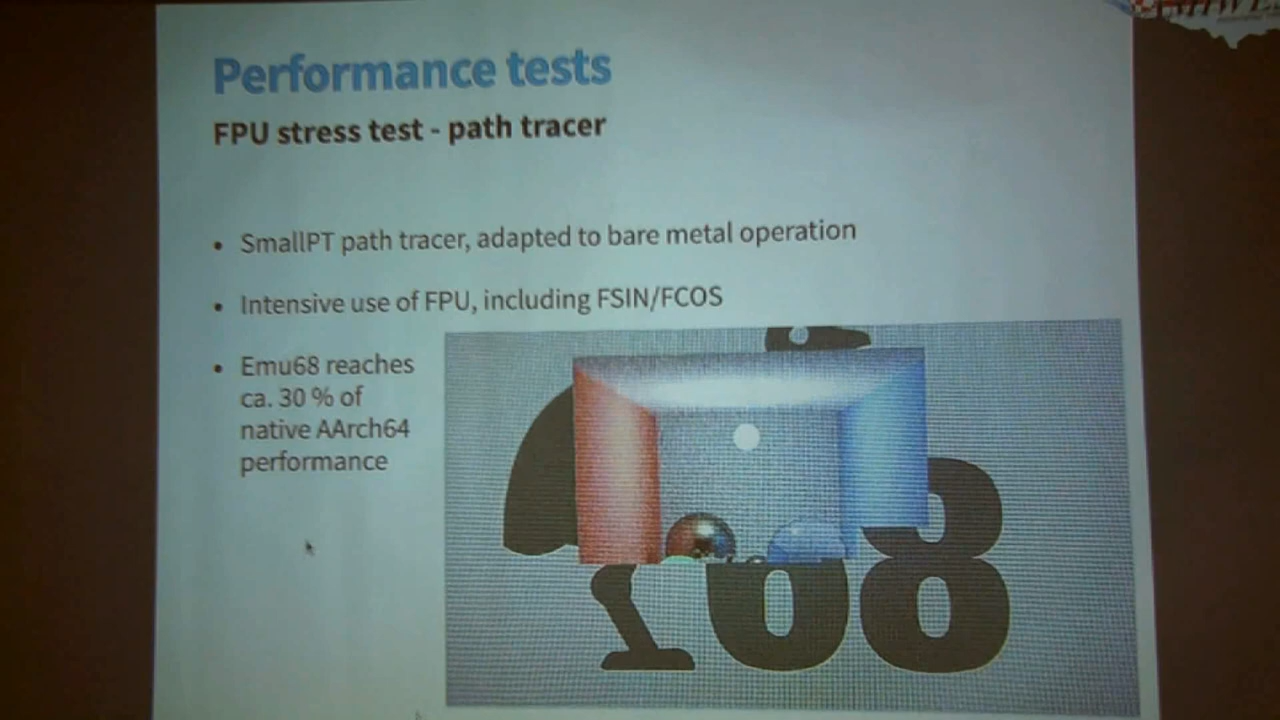 Performance tests
FPU stress test - path tracer
• SmallPT path tracer, adapted to bare metal operation
• Intensive use of FPU, including FSIN/FCOS
• Emu68 reaches
ca. 30 % of
native AArch64
performance
68